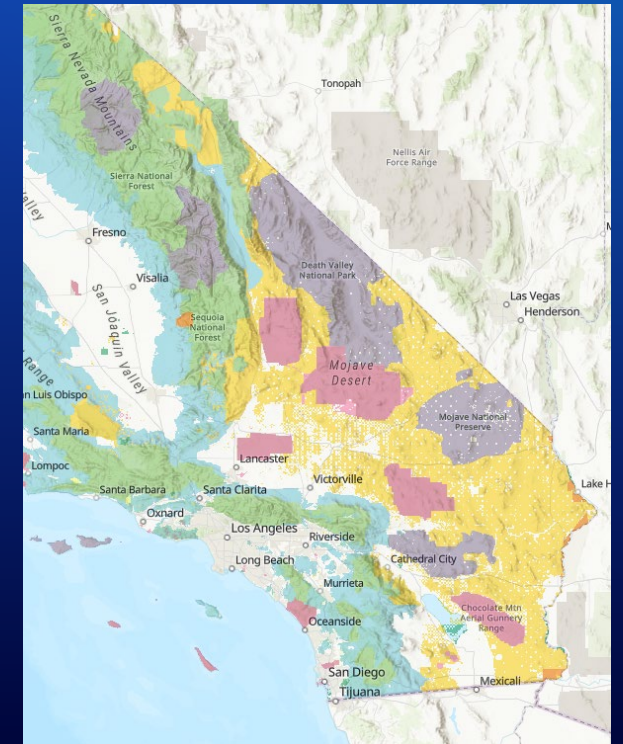 Sierra Nevada Mountains
Tonopah
Nellis Air
Force Range
Sierra National
Forest
alley
Fresno
Death Valley
National Park
Visalia
Las Vegas
Henderson
San Joaquin Valley
Sequoia
National
Forest
Range
Mojave
Desert
n Luis Obispo
Mojave National
Preserve
Santa Maria
Lancaster
Lompoc
Victorville
Lake H
Santa Barbara
Santa Clarita
Oxnard
Los Angeles
Riverside
Long Beach
Cathedral City
Murrieta
Chocolate Mtn
Aerial Gunnery
Range
Oceanside
San Diego
Mexicali
Tijuana